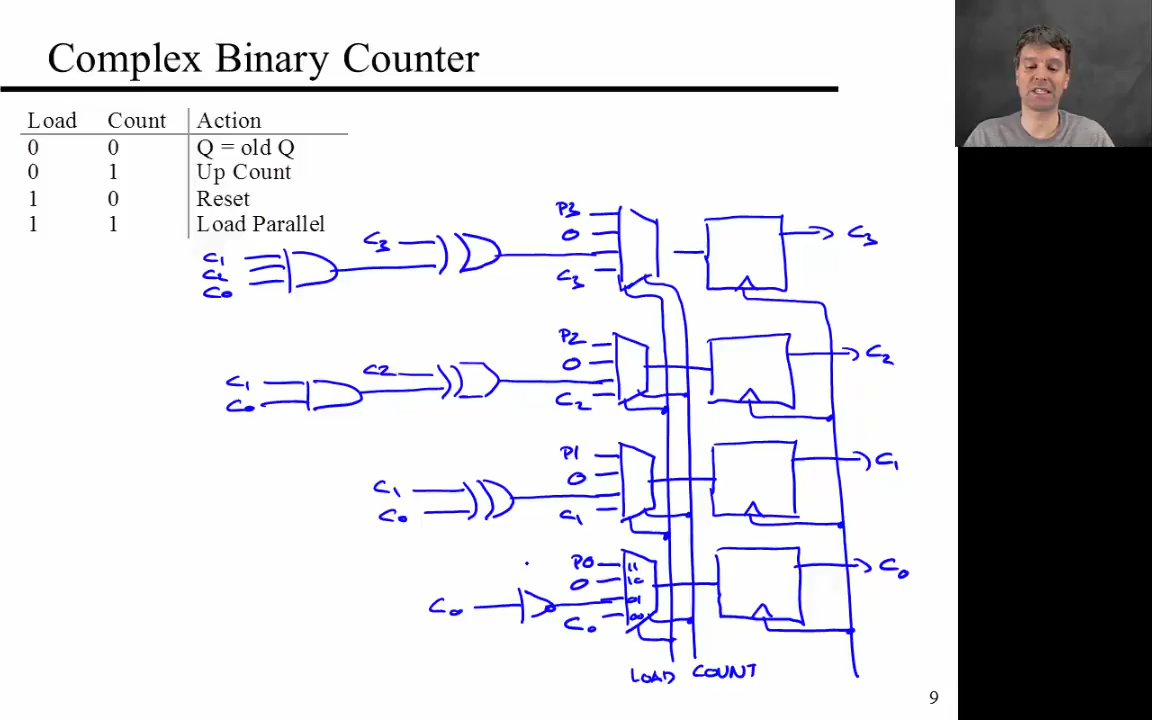 Complex Binary Counter
Load Count Action
0 0 Q = old Q
0 1 Up Count
1 0 Reset
1 1 Load Parallel
P3
0
C3
C3
C1
C2
C0
C3
P2
0
C2
C2
C1
C0
C2
P1
0
C1
C1
C0
C1
P0 11
0 10
01
C0 00
C0
C0
LOAD COUNT
9